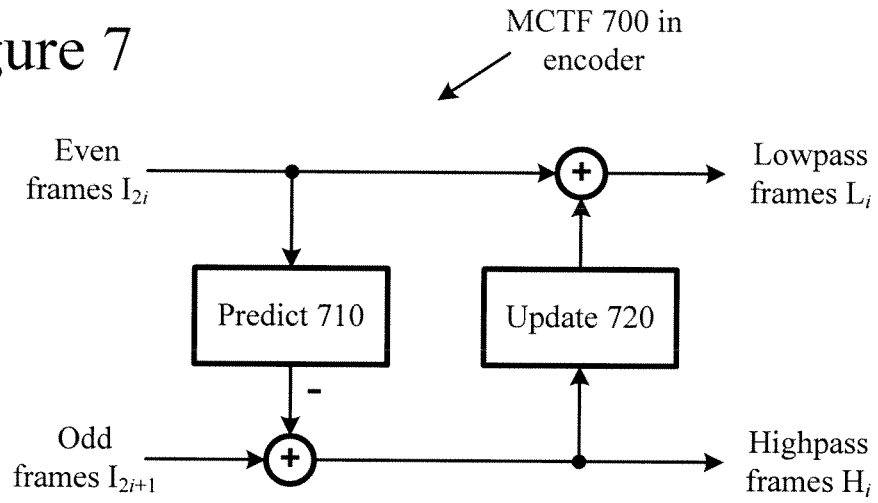 gure 7
MCTF 700 in
encoder
Even
frames I2i
+
Lowpass
frames Li
Predict 710
Update 720
-
Odd
frames I2i+1
+
Highpass
frames Hi